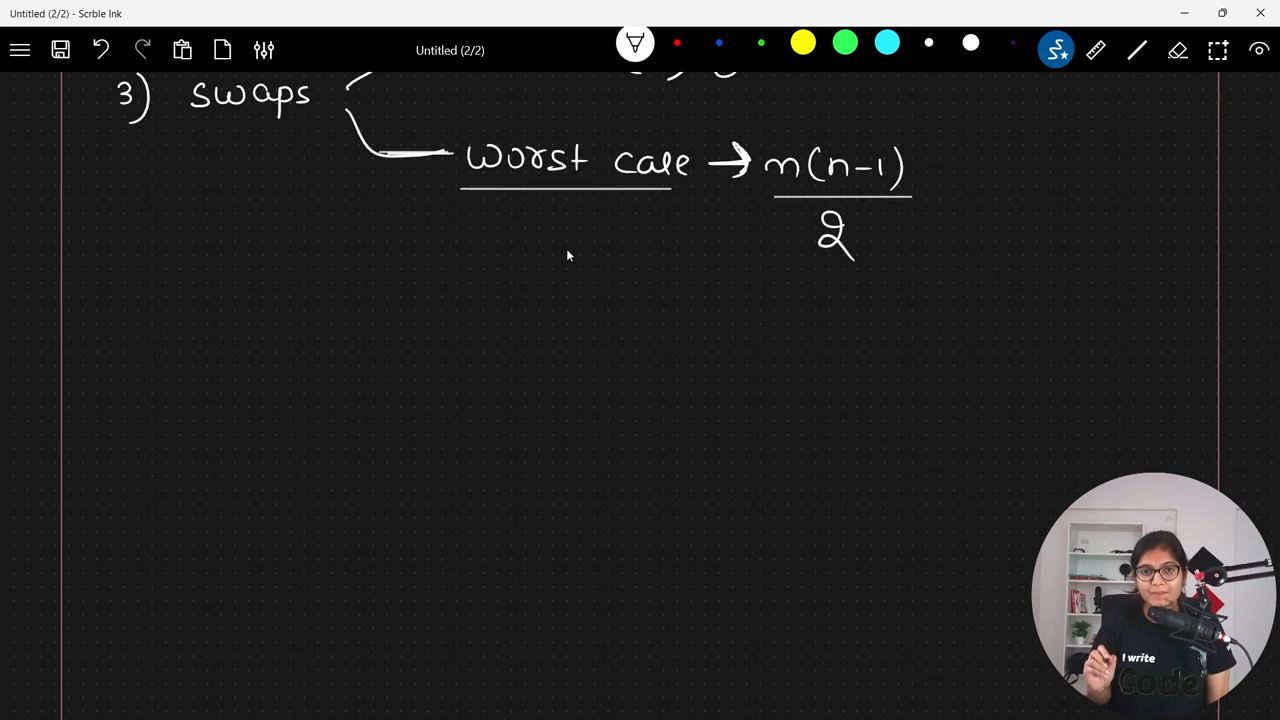 Untitled (2/2) - Scrble Ink
Untitled (2/2)
3) swaps
worst case → n(n-1)
2
I write
Code